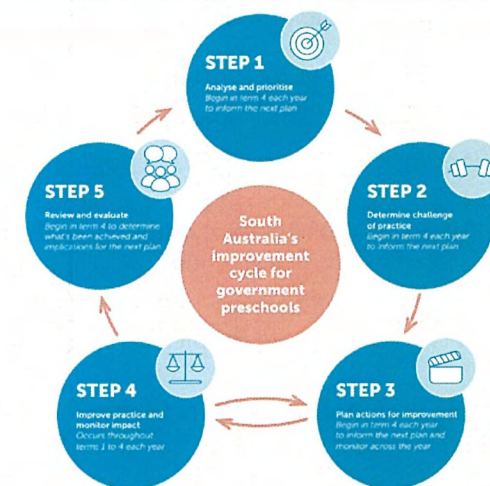 STEP 1
Analyse and prioritise
Begin in term 4 each year
to inform the next plan
STEP 2
Determine challenge
of practice
Begin in term 4 each year
to inform the next plan
STEP 3
Plan actions for improvement
Begin in term 4 each year
to inform the next plan and
monitor across the year
STEP 4
Improve practice and
monitor impact
Occurs throughout
terms 1 to 4 each year
STEP 5
Review and evaluate
Begin in term 4 to determine
what's been achieved and
implications for the next plan
South
Australia's
improvement
cycle for
government
preschools